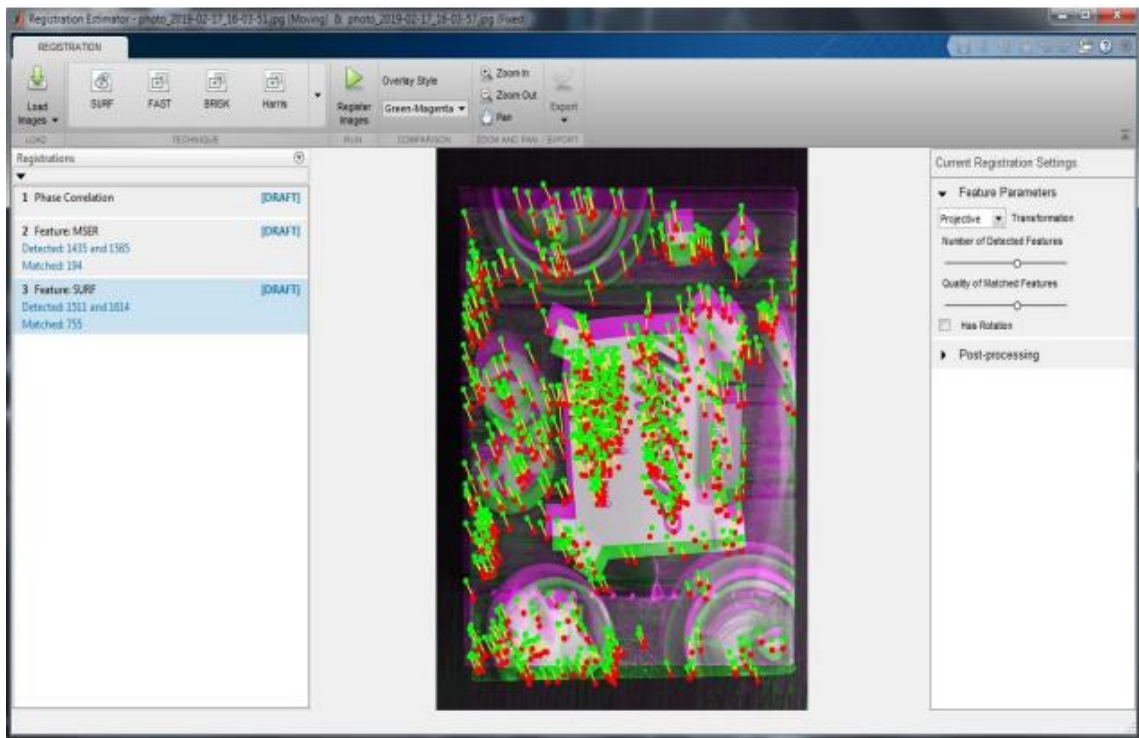 Registration Estimator - photo_2019-02-17_16-03-51.jpg (Moving) & photo_2019-02-17_16-03-57.jpg (Fixed)
REGISTRATION
Load Images
SURF
FAST
BRISK
Harris
Register Images
Overlay Style
Green-Magenta
Zoom In
Zoom Out
Pan
Export
LOAD
TECHNIQUE
RUN
COMPARISON
ZOOM AND PAN
EXPORT
Registrations
1 Phase Correlation [DRAFT]
2 Feature: MSER [DRAFT]
Detected: 1435 and 1565
Matched: 194
3 Feature: SURF [DRAFT]
Detected: 1511 and 1614
Matched: 755
Current Registration Settings
Feature Parameters
Projective Transformation
Number of Detected Features
Quality of Matched Features
Has Rotation
Post-processing